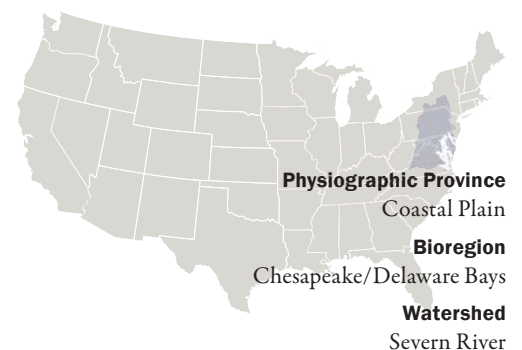 Physiographic Province
Coastal Plain
Bioregion
Chesapeake/Delaware Bays
Watershed
Severn River